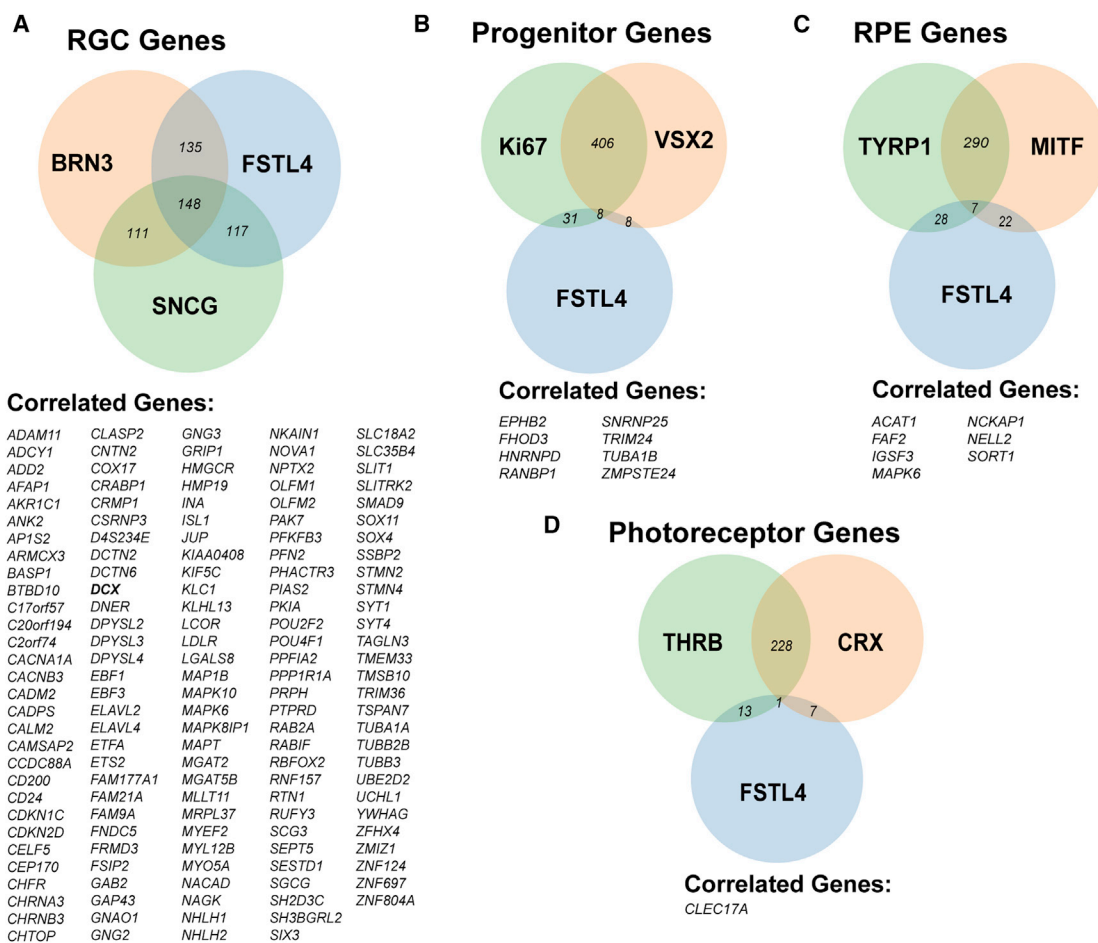 A
RGC Genes
BRN3
FSTL4
SNCG
135
148
111
117
Correlated Genes:
ADAM11 CLASP2 GNG3 NKAIN1 SLC18A2
ADCY1 CNTN2 GRIP1 NOVA1 SLC35B4
ADD2 COX17 HMGCR NPTX2 SLIT1
AFAP1 CRABP1 HMP19 OLFM1 SLITRK2
AKR1C1 CRMP1 INA OLFM2 SMAD9
ANK2 CSRNP3 ISL1 PAK7 SOX11
AP1S2 D4S234E JUP PFKFB3 SOX4
ARMCX3 DCTN2 KIAA0408 PFN2 SSBP2
BASP1 DCTN6 KIF5C PHACTR3 STMN2
BTBD10 DCX KLC1 PIAS2 STMN4
C17orf57 DNER KLHL13 PKIA SYT1
C20orf194 DPYSL2 LCOR POU2F2 SYT4
C2orf74 DPYSL3 LDLR POU4F1 TAGLN3
CACNA1A DPYSL4 LGALS8 PPFIA2 TMEM33
CACNB3 EBF1 MAP1B PPP1R1A TMSB10
CADM2 EBF3 MAPK10 PRPH TRIM36
CADPS ELAVL2 MAPK6 PTPRD TSPAN7
CALM2 ELAVL4 MAPK8IP1 RAB2A TUBA1A
CAMSAP2 ETFA MAPT RABIF TUBB2B
CCDC88A ETS2 MGAT2 RBFOX2 TUBB3
CD200 FAM177A1 MGAT5B RNF157 UBE2D2
CD24 FAM21A MLLT11 RTN1 UCHL1
CDKN1C FAM9A MRPL37 RUFY3 YWHAG
CDKN2D FNDC5 MYEF2 SCG3 ZFHX4
CELF5 FRMD3 MYL12B SEPT5 ZMIZ1
CEP170 FSIP2 MYO5A SESTD1 ZNF124
CHFR GAB2 NACAD SGCG ZNF697
CHRNA3 GAP43 NAGK SH2D3C ZNF804A
CHRNB3 GNAO1 NHLH1 SH3BGRL2
CHTOP GNG2 NHLH2 SIX3
B
Progenitor Genes
Ki67
VSX2
FSTL4
406
31
8
8
Correlated Genes:
EPHB2 SNRNP25
FHOD3 TRIM24
HNRNPD TUBA1B
RANBP1 ZMPSTE24
C
RPE Genes
TYRP1
MITF
FSTL4
290
28
7
22
Correlated Genes:
ACAT1 NCKAP1
FAF2 NELL2
IGSF3 SORT1
MAPK6
D
Photoreceptor Genes
THRB
CRX
FSTL4
228
13
1
7
Correlated Genes:
CLEC17A